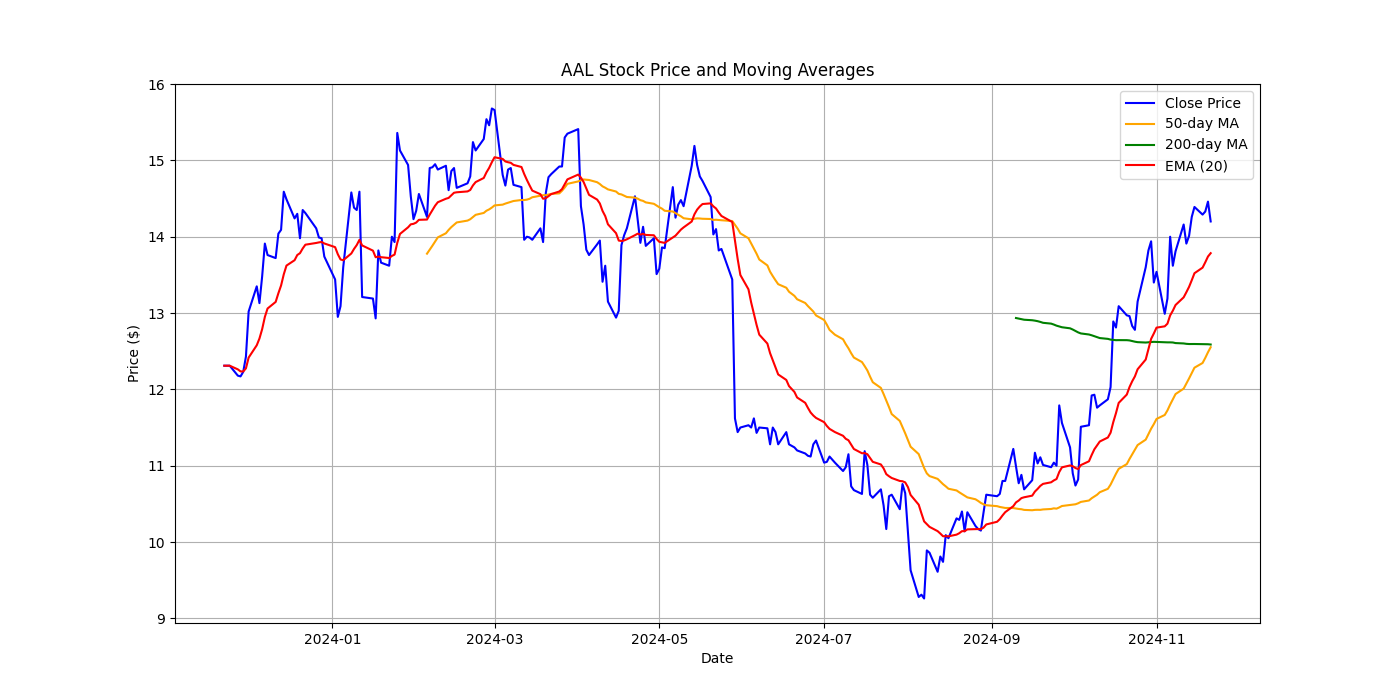 AAL Stock Price and Moving Averages
16
15
14
13
12
11
10
9
Price ($)
Close Price
50-day MA
200-day MA
EMA (20)
2024-01
2024-03
2024-05
2024-07
2024-09
2024-11
Date